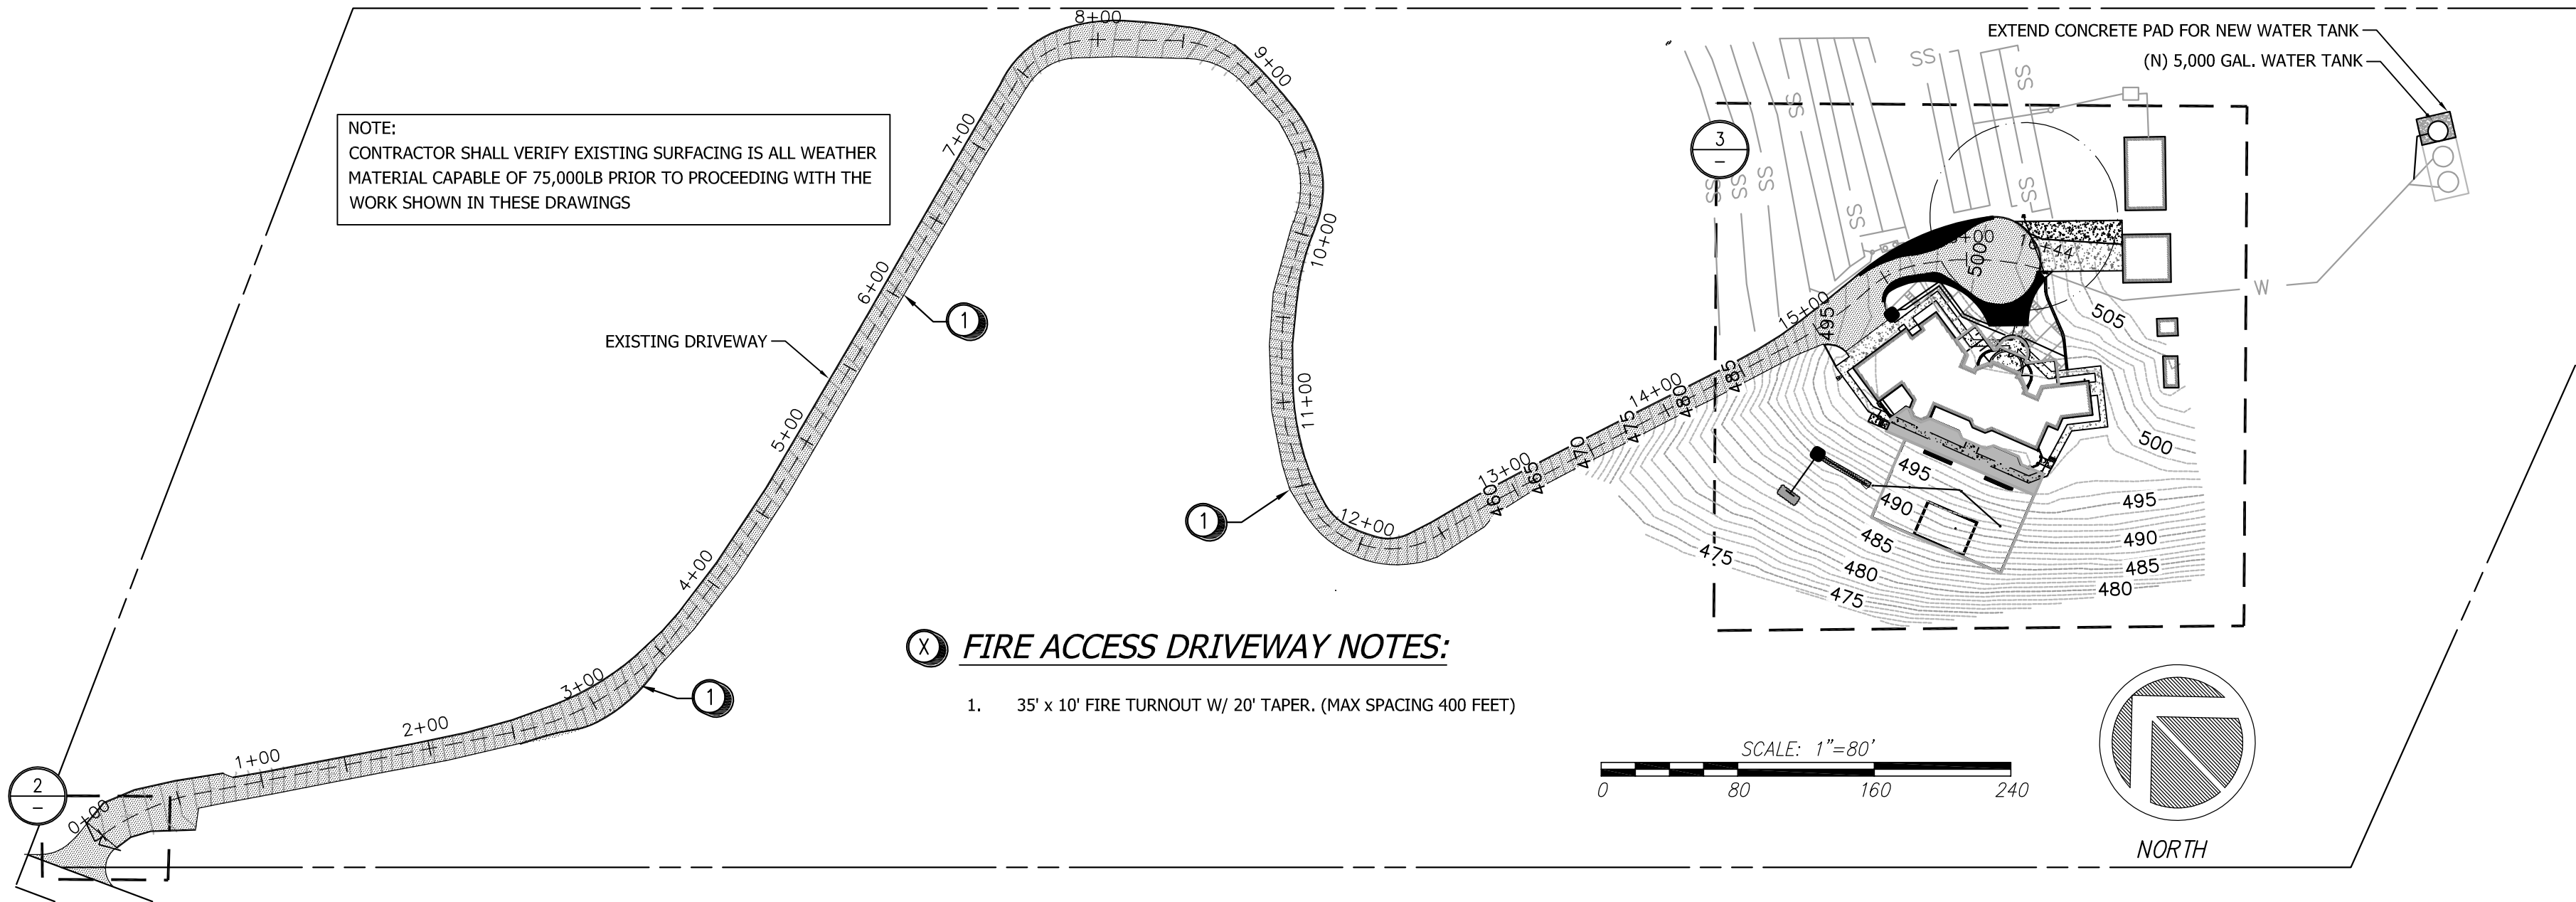 EXTEND CONCRETE PAD FOR NEW WATER TANK
(N) 5,000 GAL. WATER TANK
NOTE:
CONTRACTOR SHALL VERIFY EXISTING SURFACING IS ALL WEATHER
MATERIAL CAPABLE OF 75,000LB PRIOR TO PROCEEDING WITH THE
WORK SHOWN IN THESE DRAWINGS
EXISTING DRIVEWAY
0+00
1+00
2+00
3+00
4+00
5+00
6+00
7+00
8+00
9+00
10+00
11+00
12+00
13+00
14+00
15+00
16+44
1
1
1
1
2
–
3
–
SS
SS
SS
SS
SS
SS
SS
SS
SS
W
460
465
470
475
480
485
495
500
505
500
495
490
485
480
475
475
495
490
485
480
X FIRE ACCESS DRIVEWAY NOTES:
1. 35' x 10' FIRE TURNOUT W/ 20' TAPER. (MAX SPACING 400 FEET)
SCALE: 1"=80'
0 80 160 240
NORTH